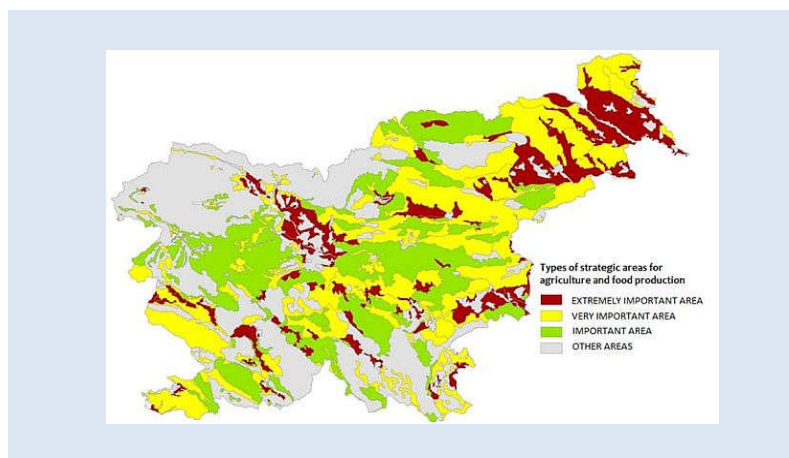 Types of strategic areas for
agriculture and food production
EXTREMELY IMPORTANT AREA
VERY IMPORTANT AREA
IMPORTANT AREA
OTHER AREAS